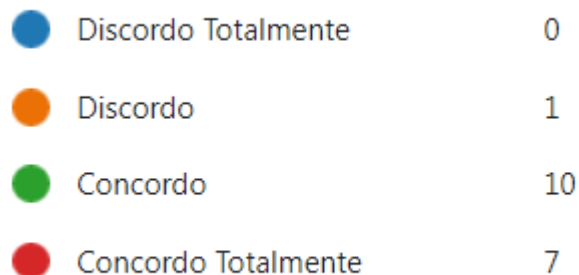 Discordo Totalmente 0
Discordo 1
Concordo 10
Concordo Totalmente 7